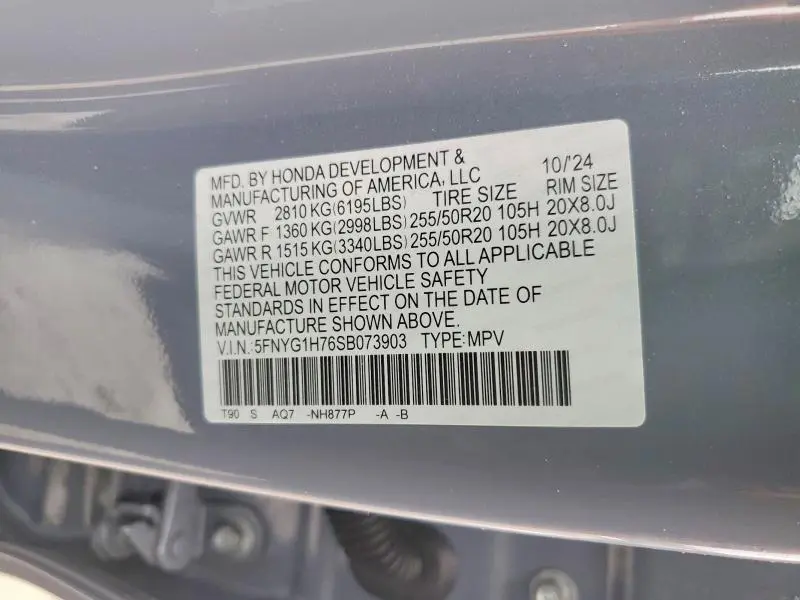 MFD. BY HONDA DEVELOPMENT & 10/'24
MANUFACTURING OF AMERICA, LLC
GVWR 2810 KG(6195LBS) TIRE SIZE RIM SIZE
GAWR F 1360 KG(2998LBS) 255/50R20 105H 20X8.0J
GAWR R 1515 KG(3340LBS) 255/50R20 105H 20X8.0J
THIS VEHICLE CONFORMS TO ALL APPLICABLE
FEDERAL MOTOR VEHICLE SAFETY
STANDARDS IN EFFECT ON THE DATE OF
MANUFACTURE SHOWN ABOVE.
V.I.N.:5FNYG1H76SB073903 TYPE:MPV
T90 S AQ7 -NH877P -A -B